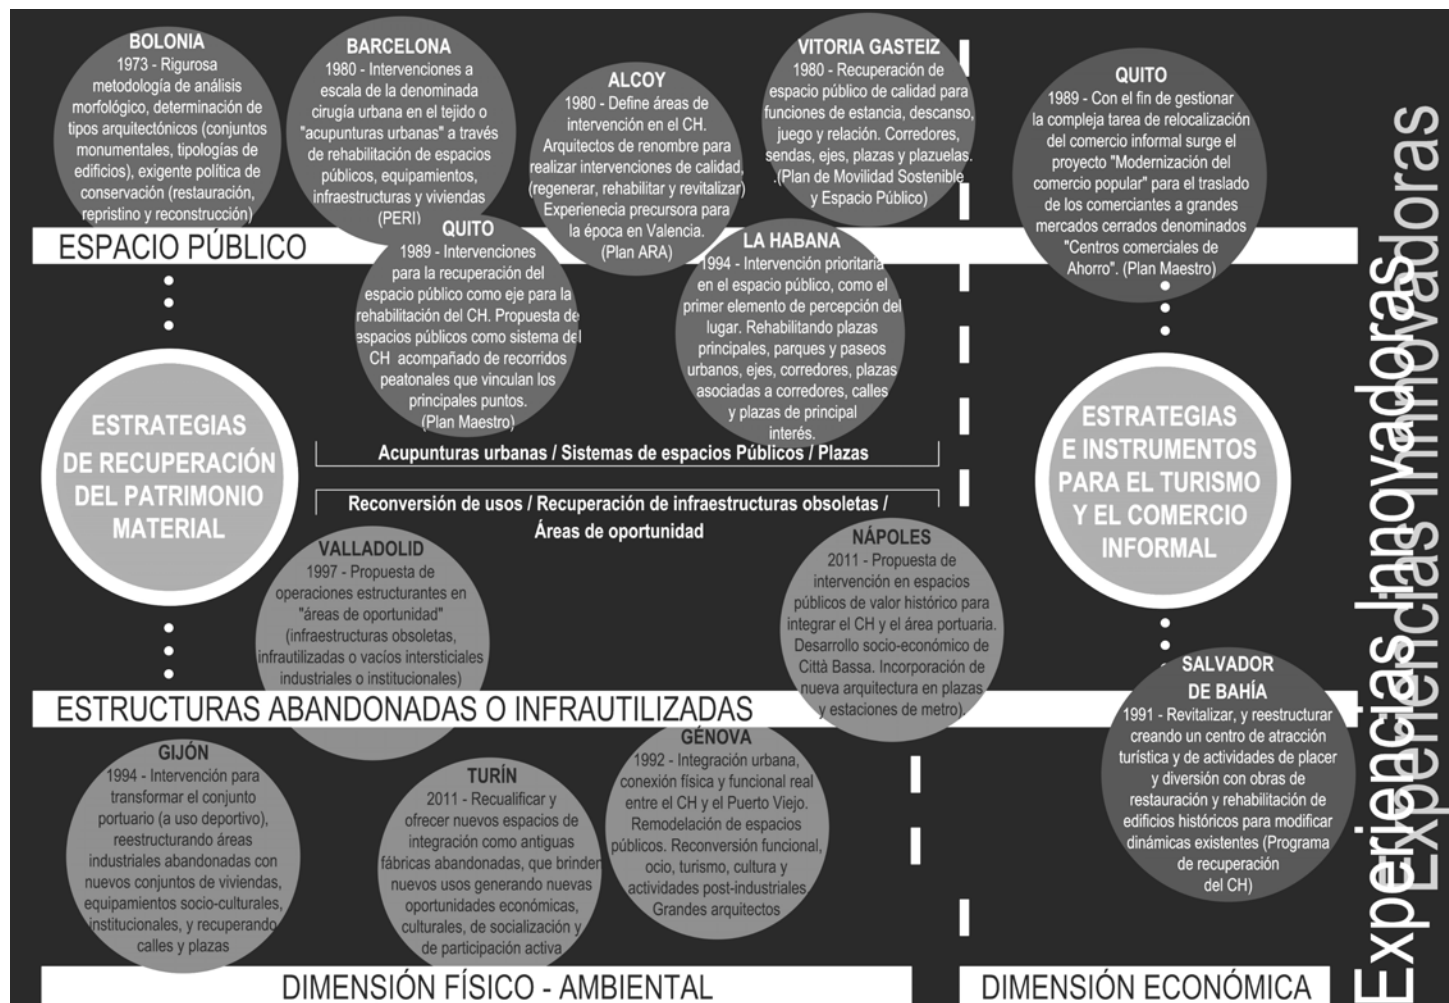 BOLONIA
1973 - Rigurosa
metodología de análisis
morfológico, determinación de
tipos arquitectónicos (conjuntos
monumentales, tipologías de
edificios), exigente política de
conservación (restauración,
repristino y reconstrucción)
BARCELONA
1980 - Intervenciones a
escala de la denominada
cirugía urbana en el tejido o
"acupunturas urbanas" a través
de rehabilitación de espacios
públicos, equipamientos,
infraestructuras y viviendas
(PERI)
ALCOY
1980 - Define áreas de
intervención en el CH.
Arquitectos de renombre para
realizar intervenciones de calidad,
(regenerar, rehabilitar y revitalizar)
Experienecia precursora para
la época en Valencia.
(Plan ARA)
VITORIA GASTEIZ
1980 - Recuperación de
espacio público de calidad para
funciones de estancia, descanso,
juego y relación. Corredores,
sendas, ejes, plazas y plazuelas.
.(Plan de Movilidad Sostenible
y Espacio Público)
QUITO
1989 - Con el fin de gestionar
la compleja tarea de relocalización
del comercio informal surge el
proyecto "Modernización del
comercio popular" para el traslado
de los comerciantes a grandes
mercados cerrados denominados
"Centros comerciales de
Ahorro". (Plan Maestro)
ESPACIO PÚBLICO
QUITO
1989 - Intervenciones
para la recuperación del
espacio público como eje para la
rehabilitación del CH. Propuesta de
espacios públicos como sistema del
CH acompañado de recorridos
peatonales que vinculan los
principales puntos.
(Plan Maestro)
LA HABANA
1994 - Intervención prioritaria
en el espacio público, como el
primer elemento de percepción del
lugar. Rehabilitando plazas
principales, parques y paseos
urbanos, ejes, corredores, plazas
asociadas a corredores, calles
y plazas de principal
interés.
ESTRATEGIAS
DE RECUPERACIÓN
DEL PATRIMONIO
MATERIAL
Acupunturas urbanas / Sistemas de espacios Públicos / Plazas
Reconversión de usos / Recuperación de infraestructuras obsoletas /
Áreas de oportunidad
ESTRATEGIAS
E INSTRUMENTOS
PARA EL TURISMO
Y EL COMERCIO
INFORMAL
VALLADOLID
1997 - Propuesta de
operaciones estructurantes en
"áreas de oportunidad"
(infraestructuras obsoletas,
infrautilizadas o vacíos intersticiales
industriales o institucionales)
NÁPOLES
2011 - Propuesta de
intervención en espacios
públicos de valor histórico para
integrar el CH y el área portuaria.
Desarrollo socio-económico de
Città Bassa. Incorporación de
nueva arquitectura en plazas
y estaciones de metro).
ESTRUCTURAS ABANDONADAS O INFRAUTILIZADAS
SALVADOR
DE BAHÍA
1991 - Revitalizar, y reestructurar
creando un centro de atracción
turística y de actividades de placer
y diversión con obras de
restauración y rehabilitación de
edificios históricos para modificar
dinámicas existentes (Programa
de recuperación
del CH)
GIJÓN
1994 - Intervención para
transformar el conjunto
portuario (a uso deportivo),
reestructurando áreas
industriales abandonadas con
nuevos conjuntos de viviendas,
equipamientos socio-culturales,
institucionales, y recuperando
calles y plazas
TURÍN
2011 - Recualificar y
ofrecer nuevos espacios de
integración como antiguas
fábricas abandonadas, que brinden
nuevos usos generando nuevas
oportunidades económicas,
culturales, de socialización y
de participación activa
GÉNOVA
1992 - Integración urbana,
conexión física y funcional real
entre el CH y el Puerto Viejo.
Remodelación de espacios
públicos. Reconversión funcional,
ocio, turismo, cultura y
actividades post-industriales.
Grandes arquitectos
DIMENSIÓN FÍSICO - AMBIENTAL
DIMENSIÓN ECONÓMICA
Experiencias Innovadoras
Experiencias Innovadoras